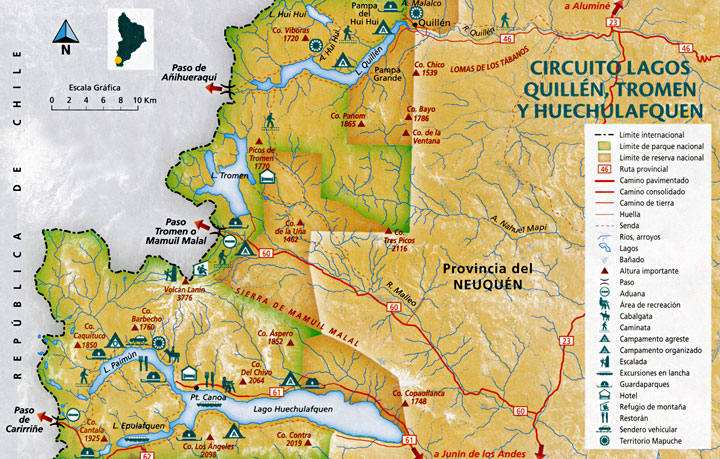 REPÚBLICA DE CHILE
N
Escala Gráfica
0 2 4 6 8 10 Km
CIRCUITO LAGOS
QUILLÉN, TROMEN
Y HUECHULAFQUEN
a Aluminé
23
46
L. Hui Hui
Pampa
del
Hui Hui
A. Malalco
Quillén
R. Quillén
Co. Víboras
1720
A. Hui Hui
L. Quillén
Pampa
Grande
Co. Chico
1539
LOMAS DE LOS TÁBANOS
Paso de
Añihueraqui
Co. Panom
1865
Co. Bayo
1786
Co. de la
Ventana
Picos de
Tromen
1770
L. Tromen
Paso
Tromen o
Mamuil Malal
Co.
de la Uña
1462
Co.
Tres Picos
2116
A. Nahuel Mapi
60
Provincia del
NEUQUÉN
R. Malleo
Volcán Lanín
3776
SIERRA DE MAMUIL MALAL
60
23
Co.
Barbecho
1760
Co.
Caquituco
1850
Co. Aspero
1852
L. Paimún
Co.
Del Chivo
2064
61
Pt. Canoa
Co. Copaollanca
1748
60
Paso
de
Carirriñe
Lago Huechulafquen
L. Epulafquen
Co.
Cantala
1925
62
Co. Los Angeles
2098
Co. Contra
2019
61
a Junin de los Andes
Límite internacional
Límite de parque nacional
Límite de reserva nacional
46 Ruta provincial
Camino pavimentado
Camino consolidado
Camino de tierra
Huella
Senda
Ríos, arroyos
Lagos
Bañado
Altura importante
Paso
Aduana
Área de recreación
Cabalgata
Caminata
Campamento agreste
Campamento organizado
Escalada
Excursiones en lancha
Guardaparques
Hotel
Refugio de montaña
Restorán
Sendero vehicular
Territorio Mapuche